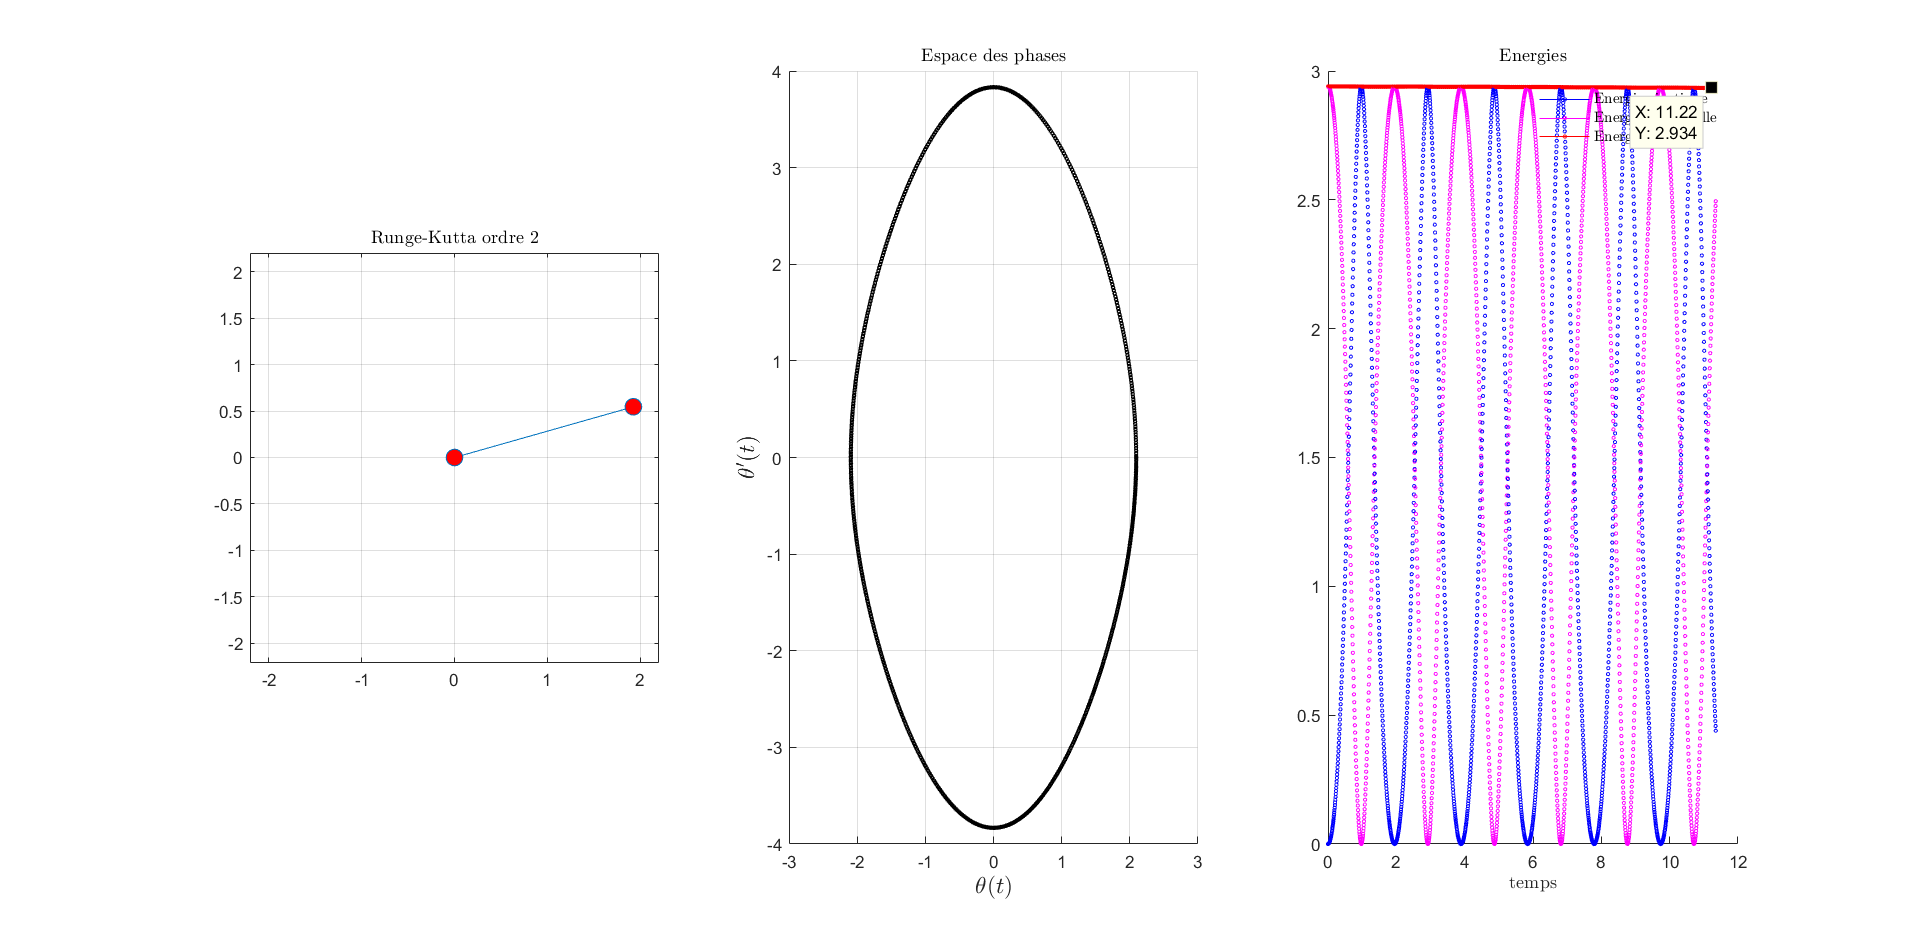 Runge-Kutta ordre 2
2
1.5
1
0.5
0
-0.5
-1
-1.5
-2
-2 -1 0 1 2
Espace des phases
4
3
2
1
0
-1
-2
-3
-4
θ'(t)
-3 -2 -1 0 1 2 3
θ(t)
Energies
3
2.5
2
1.5
1
0.5
0
X: 11.22
Y: 2.934
0 2 4 6 8 10 12
temps